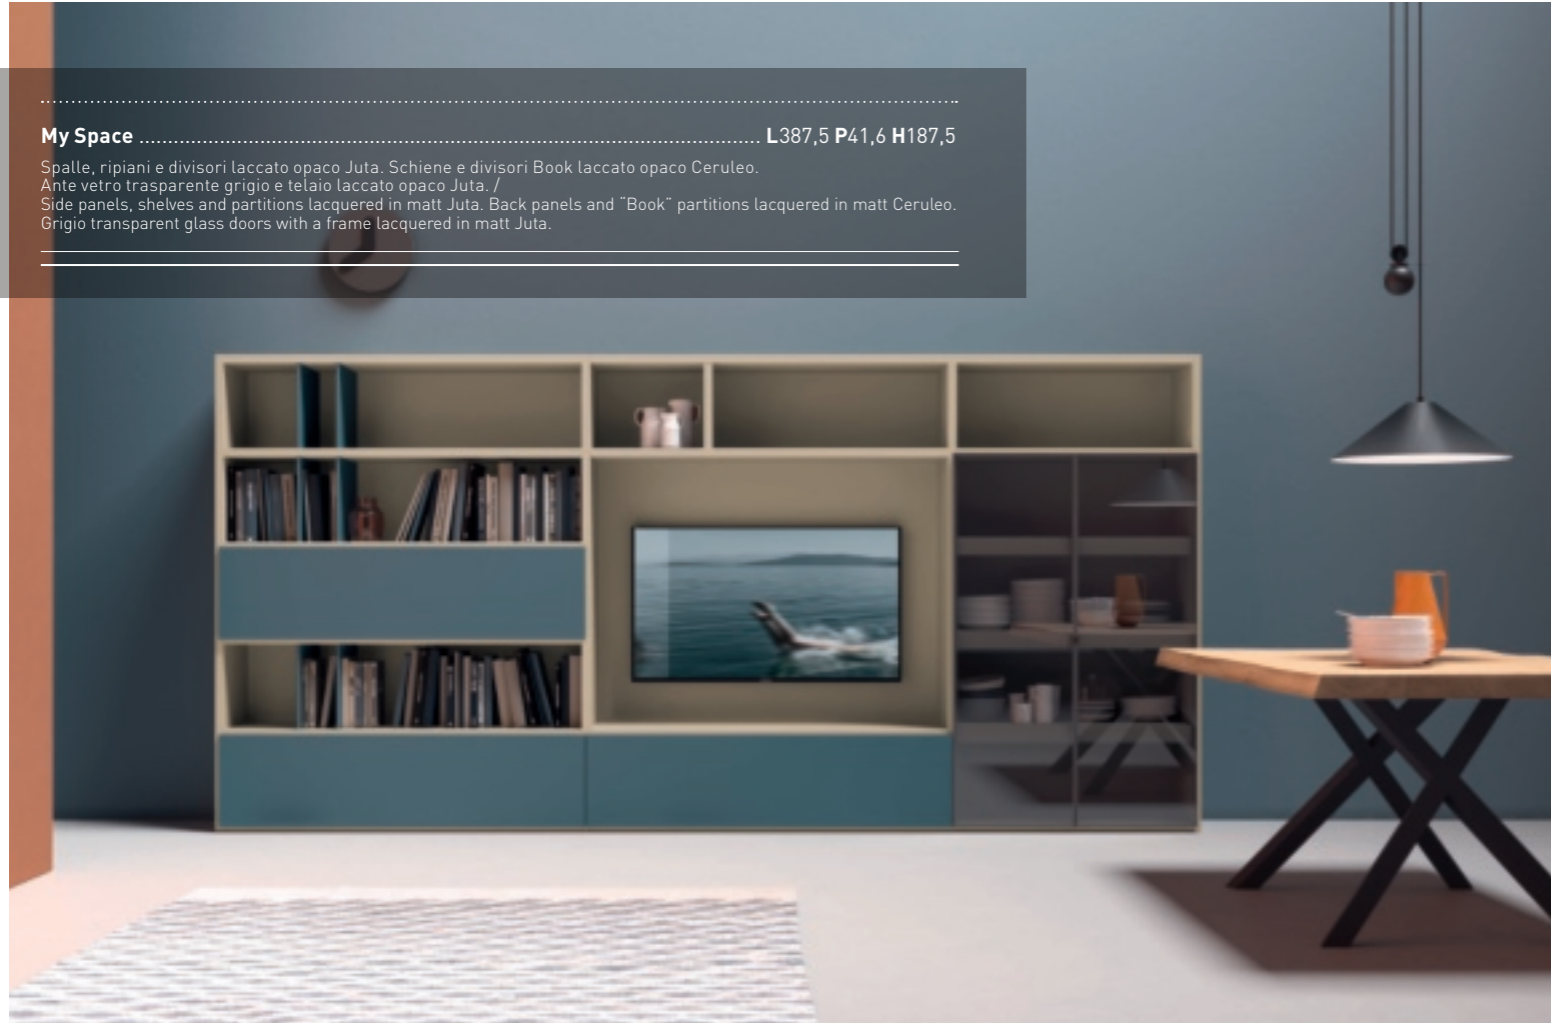 My Space ........................................................................................................ L387,5 P41,6 H187,5
Spalle, ripiani e divisori laccato opaco Juta. Schiene e divisori Book laccato opaco Ceruleo.
Ante vetro trasparente grigio e telaio laccato opaco Juta. /
Side panels, shelves and partitions lacquered in matt Juta. Back panels and “Book” partitions lacquered in matt Ceruleo.
Grigio transparent glass doors with a frame lacquered in matt Juta.